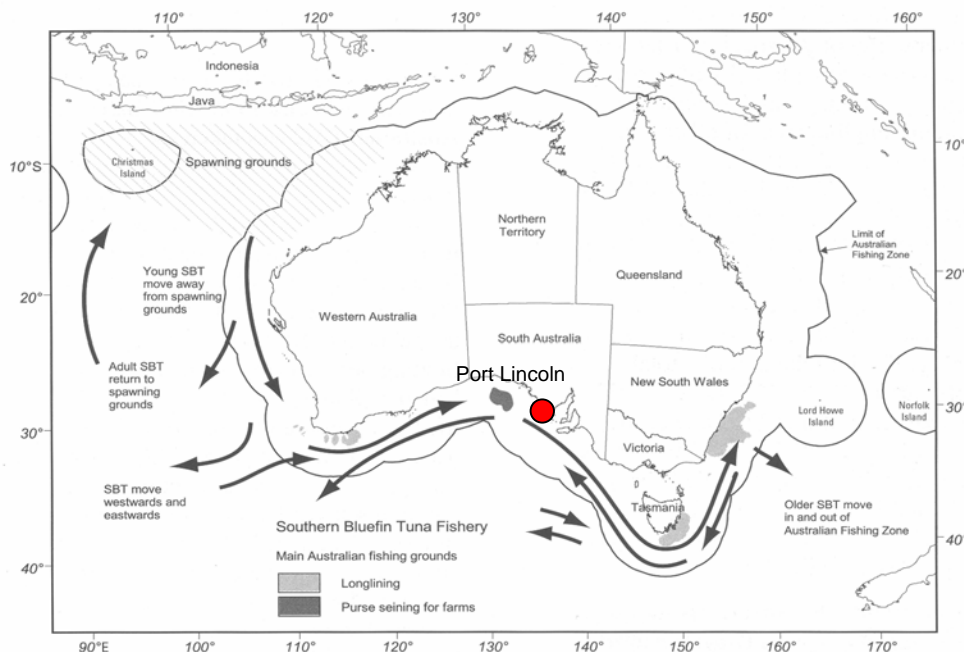 110°
120°
130°
140°
150°
160°
Indonesia
Java
10°S
10°
Christmas
Island
Spawning grounds
Northern
Territory
Limit of
Australian
Fishing Zone
Young SBT
move away
from spawning
grounds
Queensland
20°
20°
Western Australia
South Australia
Adult SBT
return to
spawning
grounds
Port Lincoln
New South Wales
Lord Howe
Island
Norfolk
Island
30°
30°
Victoria
SBT move
westwards and
eastwards
Tasmania
Older SBT move
in and out of
Australian Fishing Zone
Southern Bluefin Tuna Fishery
Main Australian fishing grounds
Longlining
Purse seining for farms
40°
40°
90°E
100°
110°
120°
130°
140°
150°
160°
170°